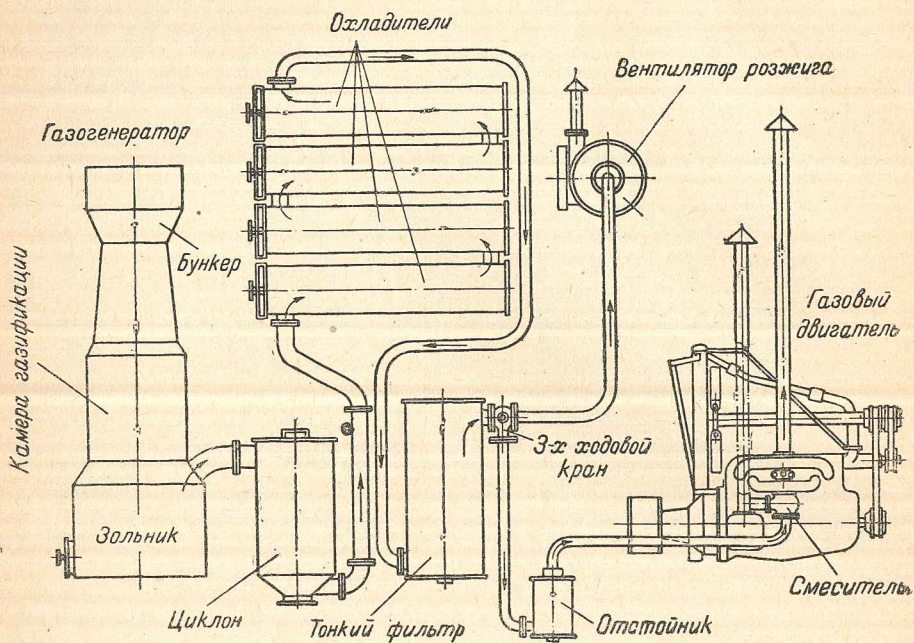 Охладители
Вентилятор розжига
Газогенератор
Бункер
Камера газификации
Газовый
двигатель
3-х ходовой
кран
Зольник
Смеситель
Циклон
Тонкий фильтр
Отстойник